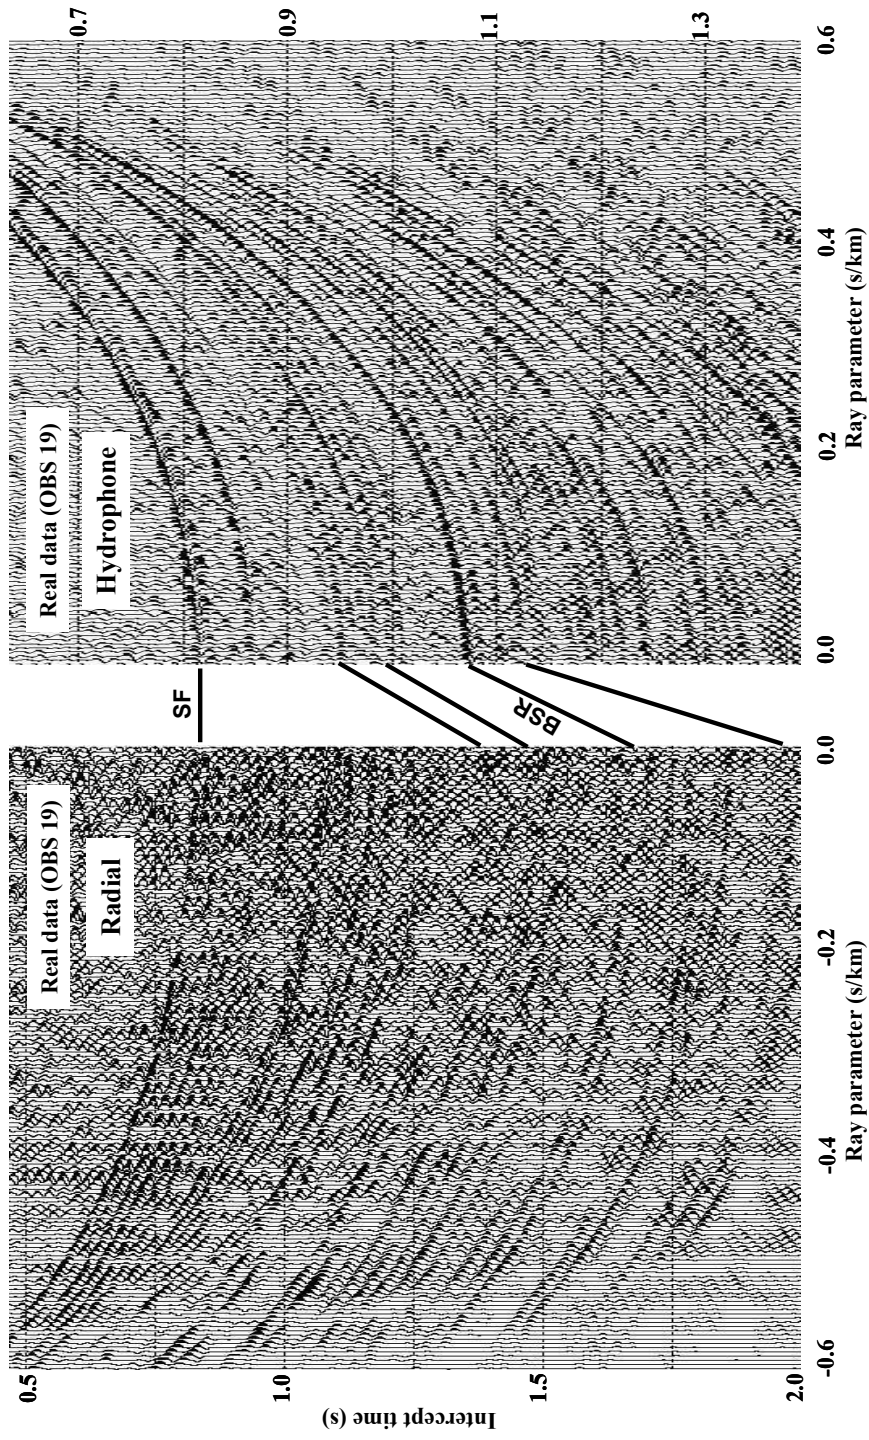 Real data (OBS 19)
Radial
Intercept time (s)
0.5
1.0
1.5
2.0
-0.6
-0.4
-0.2
0.0
Ray parameter (s/km)
SF
BSR
Real data (OBS 19)
Hydrophone
0.7
0.9
1.1
1.3
0.0
0.2
0.4
0.6
Ray parameter (s/km)